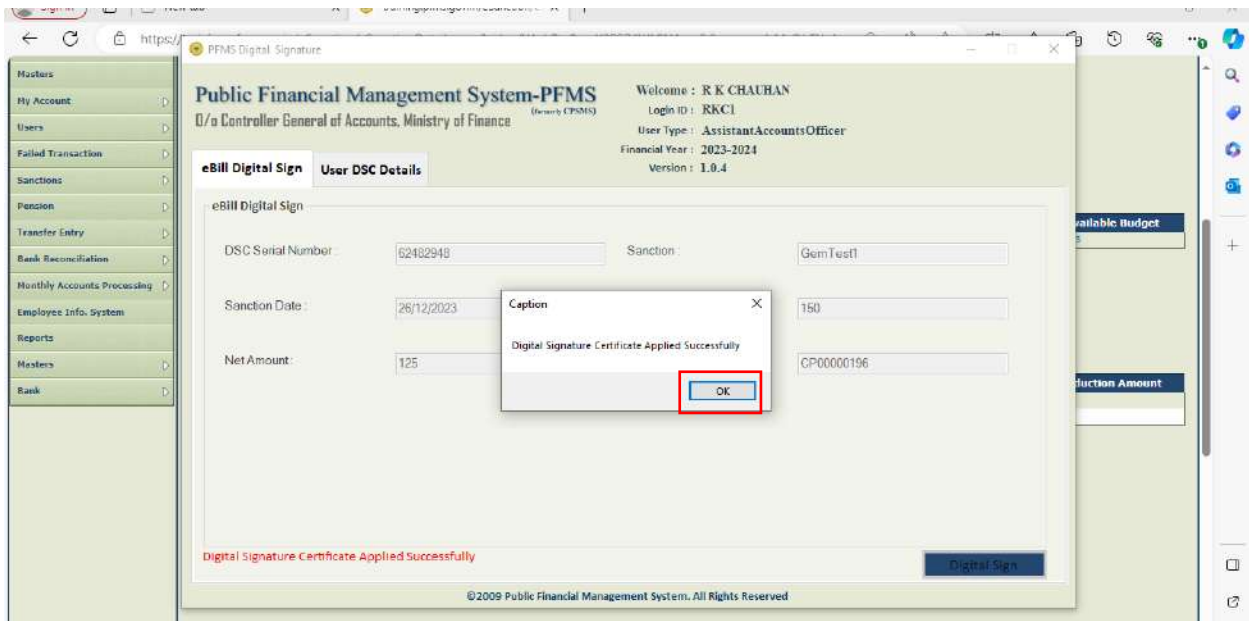 https:/
PFMS Digital Signature
Masters
My Account
Users
Failed Transaction
Sanctions
Pension
Transfer Entry
Bank Reconciliation
Monthly Accounts Processing
Employee Info. System
Reports
Masters
Bank
Public Financial Management System-PFMS
(formerly CPSMS)
O/o Controller General of Accounts, Ministry of Finance
Welcome : R K CHAUHAN
Login ID : RKC1
User Type : AssistantAccountsOfficer
Financial Year : 2023-2024
Version : 1.0.4
eBill Digital Sign User DSC Details
eBill Digital Sign
DSC Serial Number : 62482948 Sanction : GemTest1
Sanction Date : 26/12/2023 150
Net Amount : 125 CP00000196
Caption
Digital Signature Certificate Applied Successfully
OK
vailable Budget
duction Amount
Digital Signature Certificate Applied Successfully
Digital Sign
©2009 Public Financial Management System. All Rights Reserved